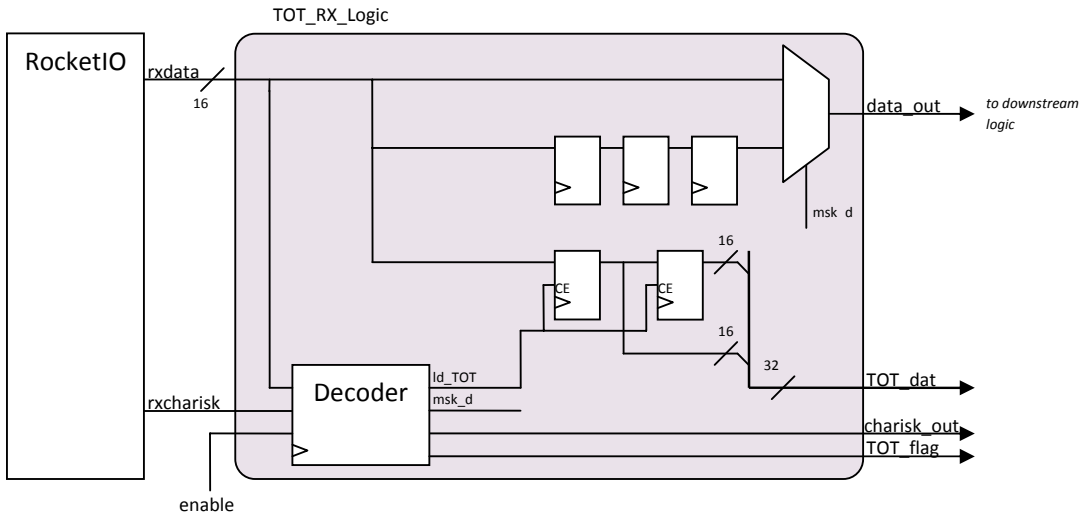 TOT_RX_Logic
RocketIO
rxdata
16
data_out
to downstream
logic
msk_d
16
CE
CE
16
32
ld_TOT
TOT_dat
Decoder
msk_d
rxcharisk
charisk_out
TOT_flag
enable